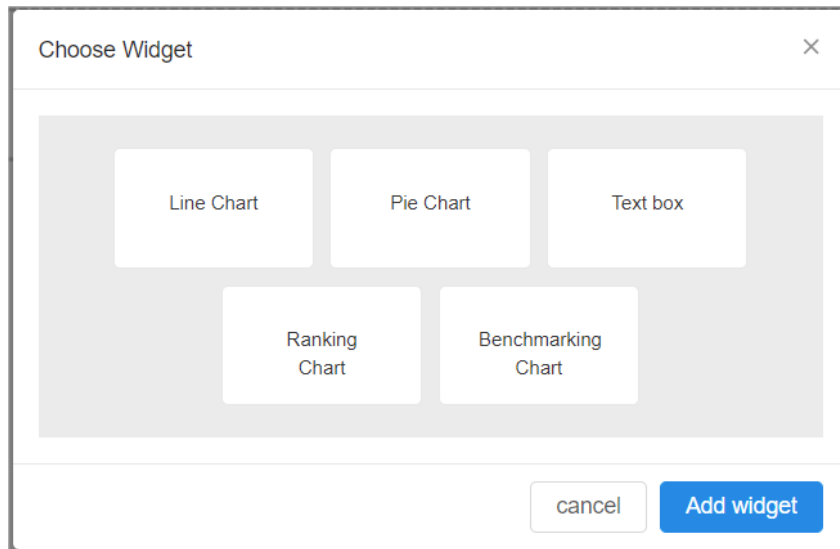 Choose Widget
Line Chart
Pie Chart
Text box
Ranking
Chart
Benchmarking
Chart
cancel
Add widget